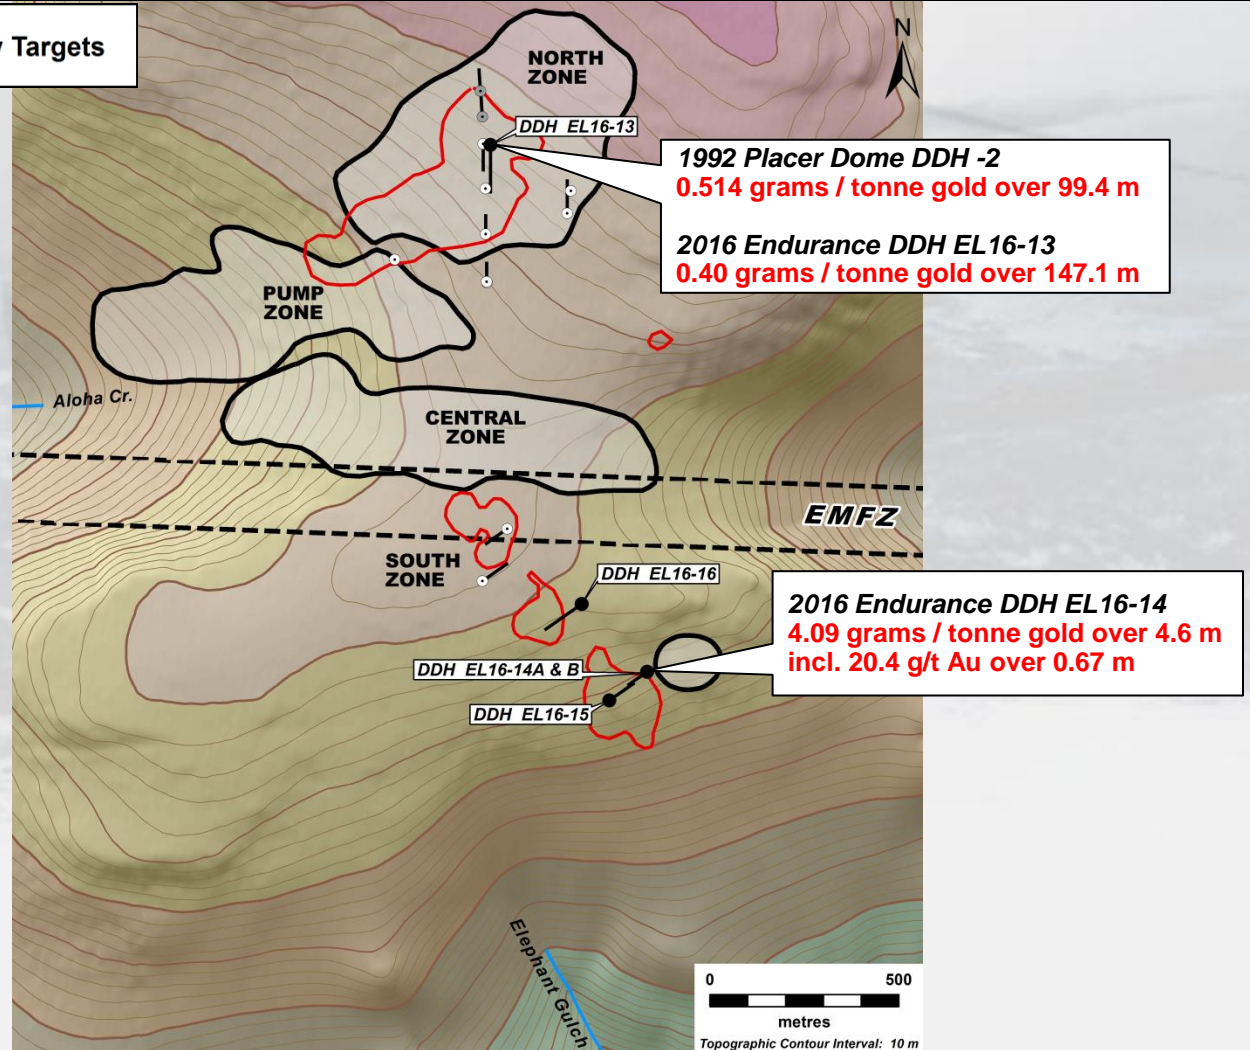 Targets
N
NORTH
ZONE
DDH EL16-13
1992 Placer Dome DDH -2
0.514 grams / tonne gold over 99.4 m
2016 Endurance DDH EL16-13
0.40 grams / tonne gold over 147.1 m
PUMP
ZONE
Aloha Cr.
CENTRAL
ZONE
EMFZ
SOUTH
ZONE
DDH EL16-16
2016 Endurance DDH EL16-14
4.09 grams / tonne gold over 4.6 m
incl. 20.4 g/t Au over 0.67 m
DDH EL16-14A & B
DDH EL16-15
Elephant Gulch
0 500
metres
Topographic Contour Interval: 10 m